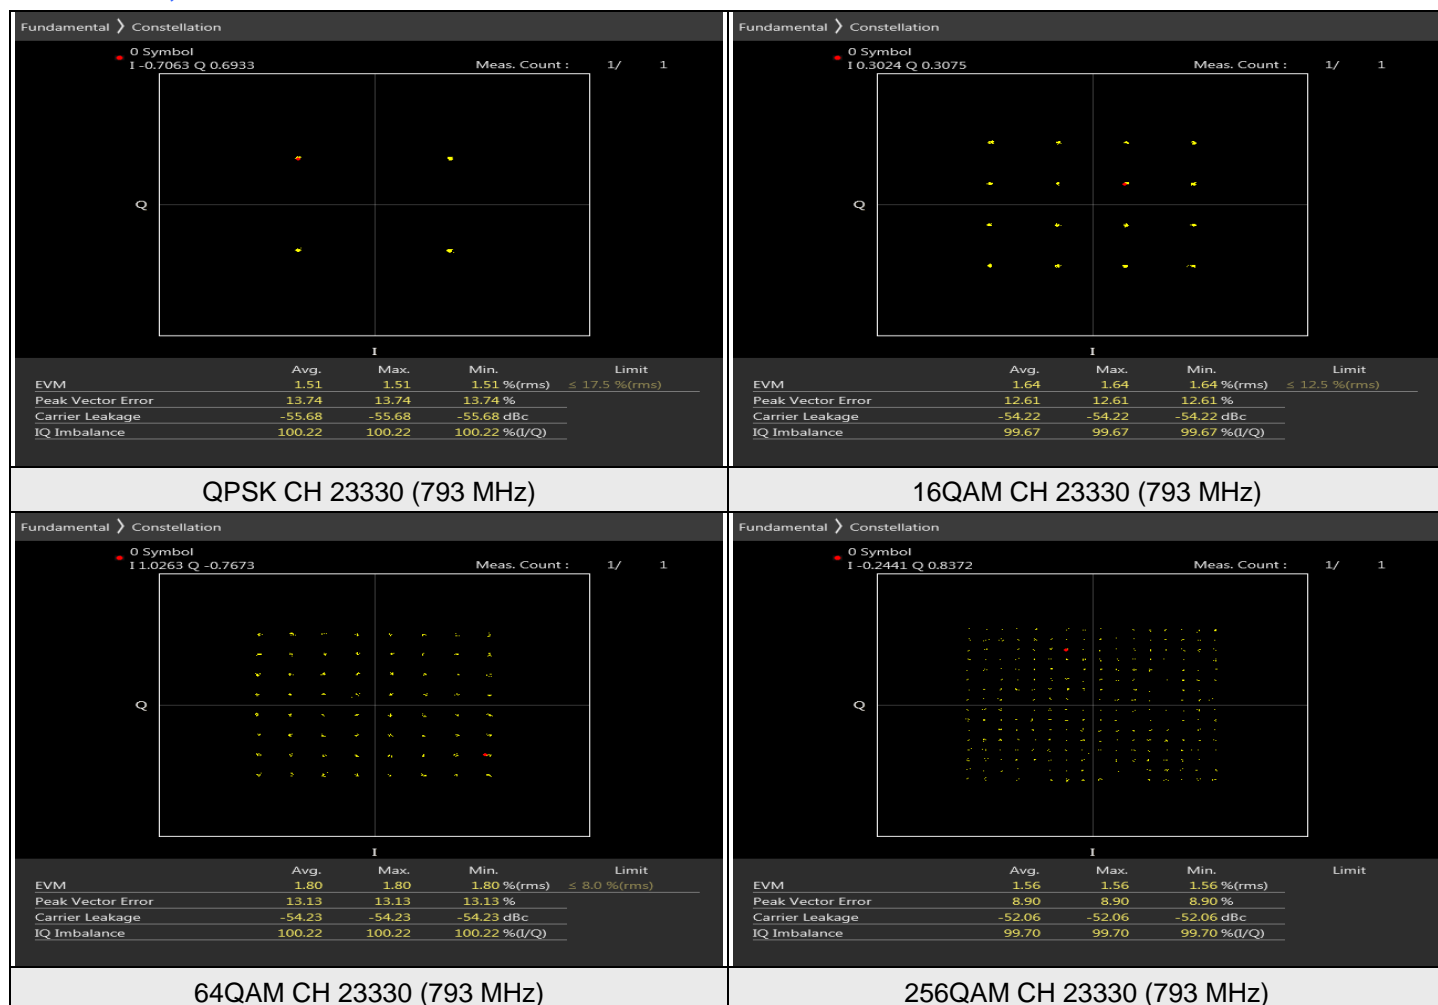 Fundamental ❯ Constellation
0 Symbol
I -0.7063 Q 0.6933 Meas. Count : 1/ 1
Q
I
Avg. Max. Min. Limit
EVM 1.51 1.51 1.51 %(rms) ≤ 17.5 %(rms)
Peak Vector Error 13.74 13.74 13.74 %
Carrier Leakage -55.68 -55.68 -55.68 dBc
IQ Imbalance 100.22 100.22 100.22 %(I/Q)
QPSK CH 23330 (793 MHz)
Fundamental ❯ Constellation
0 Symbol
I 0.3024 Q 0.3075 Meas. Count : 1/ 1
Q
I
Avg. Max. Min. Limit
EVM 1.64 1.64 1.64 %(rms) ≤ 12.5 %(rms)
Peak Vector Error 12.61 12.61 12.61 %
Carrier Leakage -54.22 -54.22 -54.22 dBc
IQ Imbalance 99.67 99.67 99.67 %(I/Q)
16QAM CH 23330 (793 MHz)
Fundamental ❯ Constellation
0 Symbol
I 1.0263 Q -0.7673 Meas. Count : 1/ 1
Q
I
Avg. Max. Min. Limit
EVM 1.80 1.80 1.80 %(rms) ≤ 8.0 %(rms)
Peak Vector Error 13.13 13.13 13.13 %
Carrier Leakage -54.23 -54.23 -54.23 dBc
IQ Imbalance 100.22 100.22 100.22 %(I/Q)
64QAM CH 23330 (793 MHz)
Fundamental ❯ Constellation
0 Symbol
I -0.2441 Q 0.8372 Meas. Count : 1/ 1
Q
I
Avg. Max. Min. Limit
EVM 1.56 1.56 1.56 %(rms)
Peak Vector Error 8.90 8.90 8.90 %
Carrier Leakage -52.06 -52.06 -52.06 dBc
IQ Imbalance 99.70 99.70 99.70 %(I/Q)
256QAM CH 23330 (793 MHz)